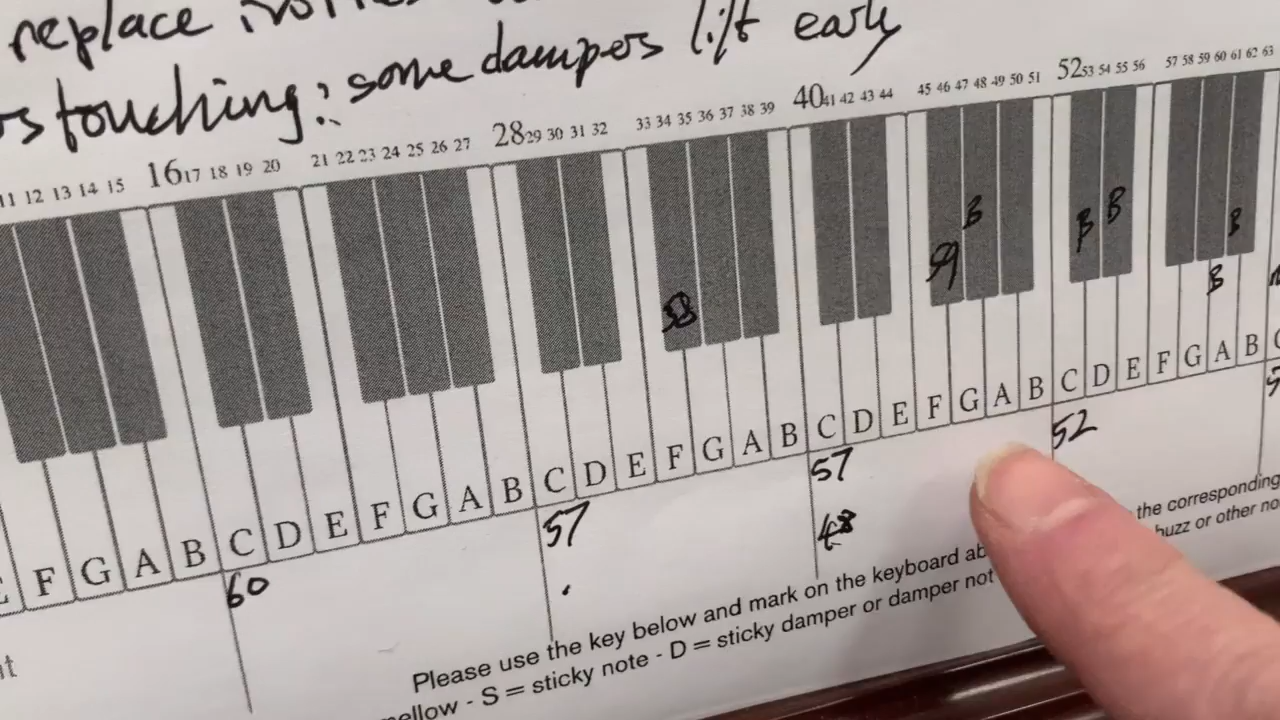 replace
touching: some dampers lift early
11 12 13 14 15 16 17 18 19 20 21 22 23 24 25 26 27 28 29 30 31 32 33 34 35 36 37 38 39 40 41 42 43 44 45 46 47 48 49 50 51 52 53 54 55 56 57 58 59 60 61 62 63
B B B B
B
F G A B C D E F G A B C D E F G A B C D E F G A B C D E F G A B
60 57 57 52
48
Please use the key below and mark on the keyboard the corresponding
S = sticky note - D = sticky damper or damper not buzz or other